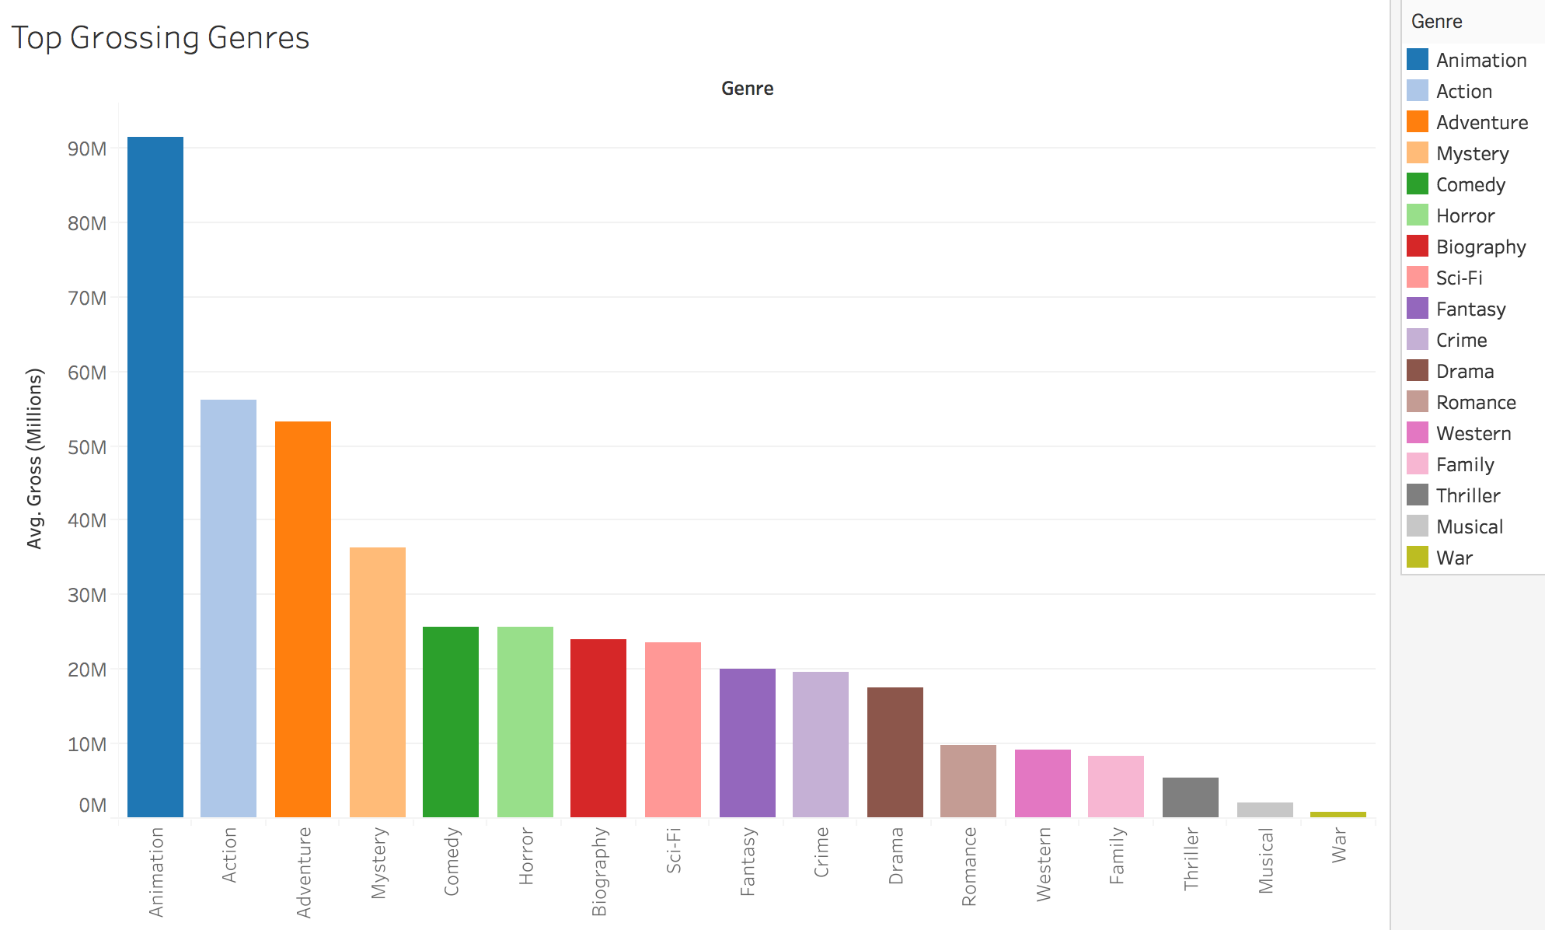 Top Grossing Genres
Genre
Avg. Gross (Millions)
90M
80M
70M
60M
50M
40M
30M
20M
10M
0M
Animation
Action
Adventure
Mystery
Comedy
Horror
Biography
Sci-Fi
Fantasy
Crime
Drama
Romance
Western
Family
Thriller
Musical
War
Genre
Animation
Action
Adventure
Mystery
Comedy
Horror
Biography
Sci-Fi
Fantasy
Crime
Drama
Romance
Western
Family
Thriller
Musical
War